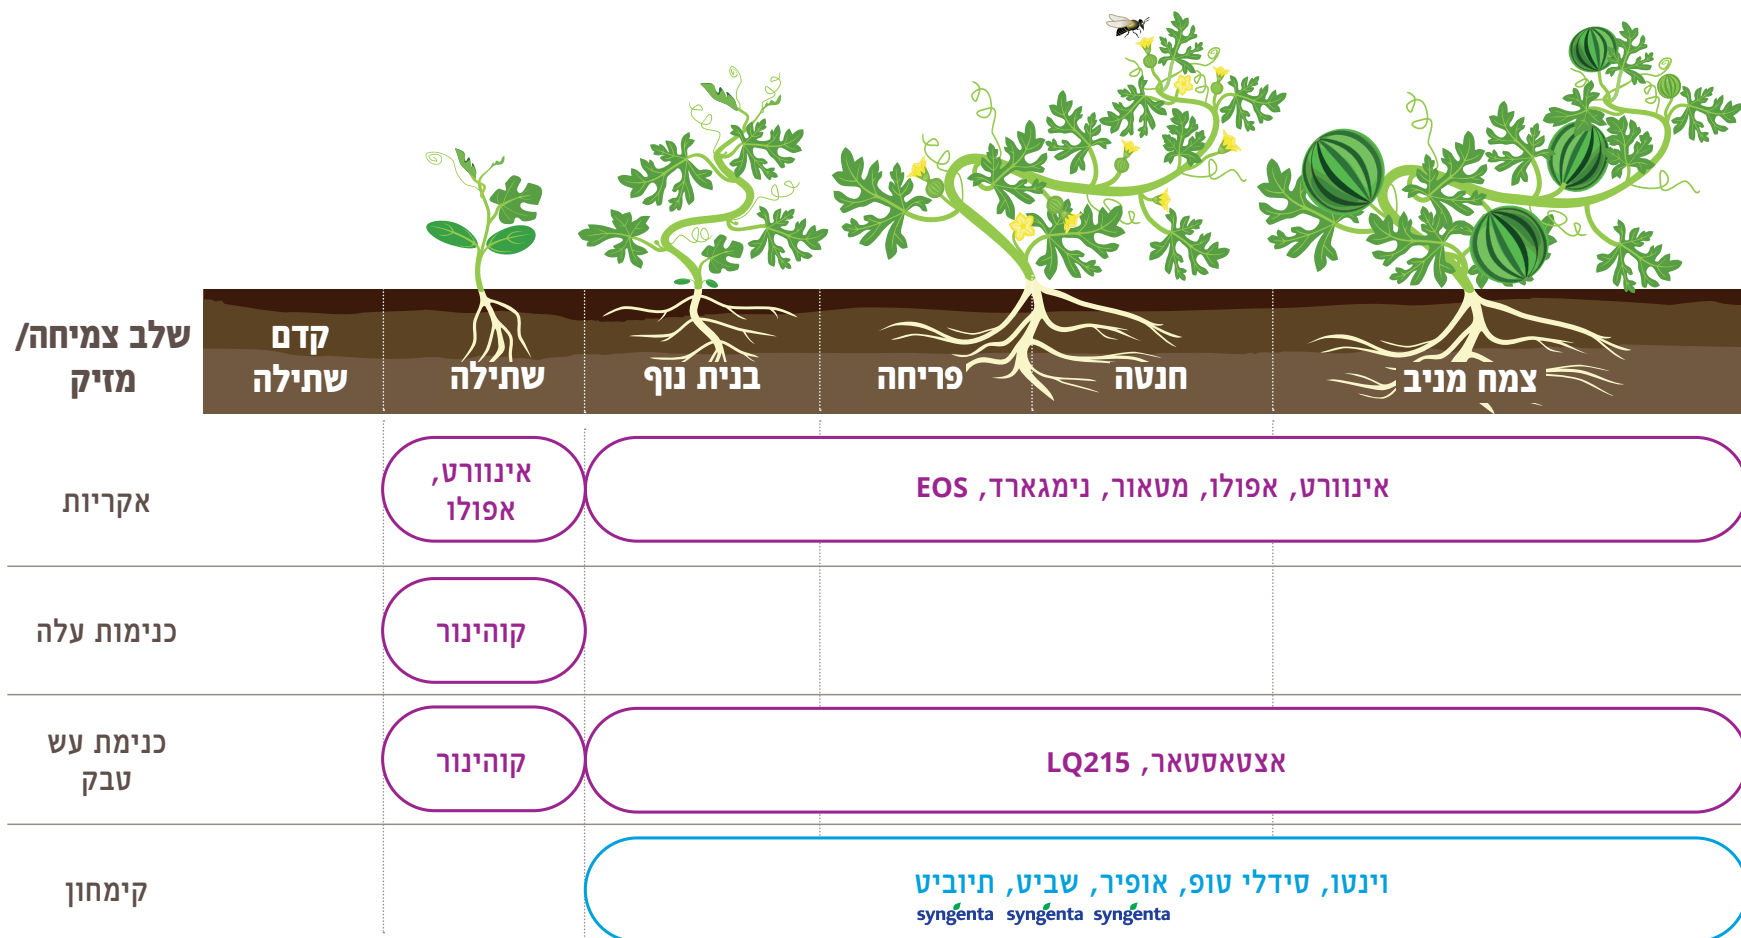 שלב צמיחה/
מזיק
קדם
שתילה
שתילה
בנית נוף
פריחה
חנטה
צמח מניב
אקריות
אינוורט,
אפולו
אינוורט, אפולו, מטאור, נימגארד, EOS
כנימות עלה
קוהינור
כנימת עש
טבק
קוהינור
אצטאסטאר, LQ215
קימחון
וינטו, סידלי טופ, אופיר, שביט, תיוביט
syngenta syngenta syngenta